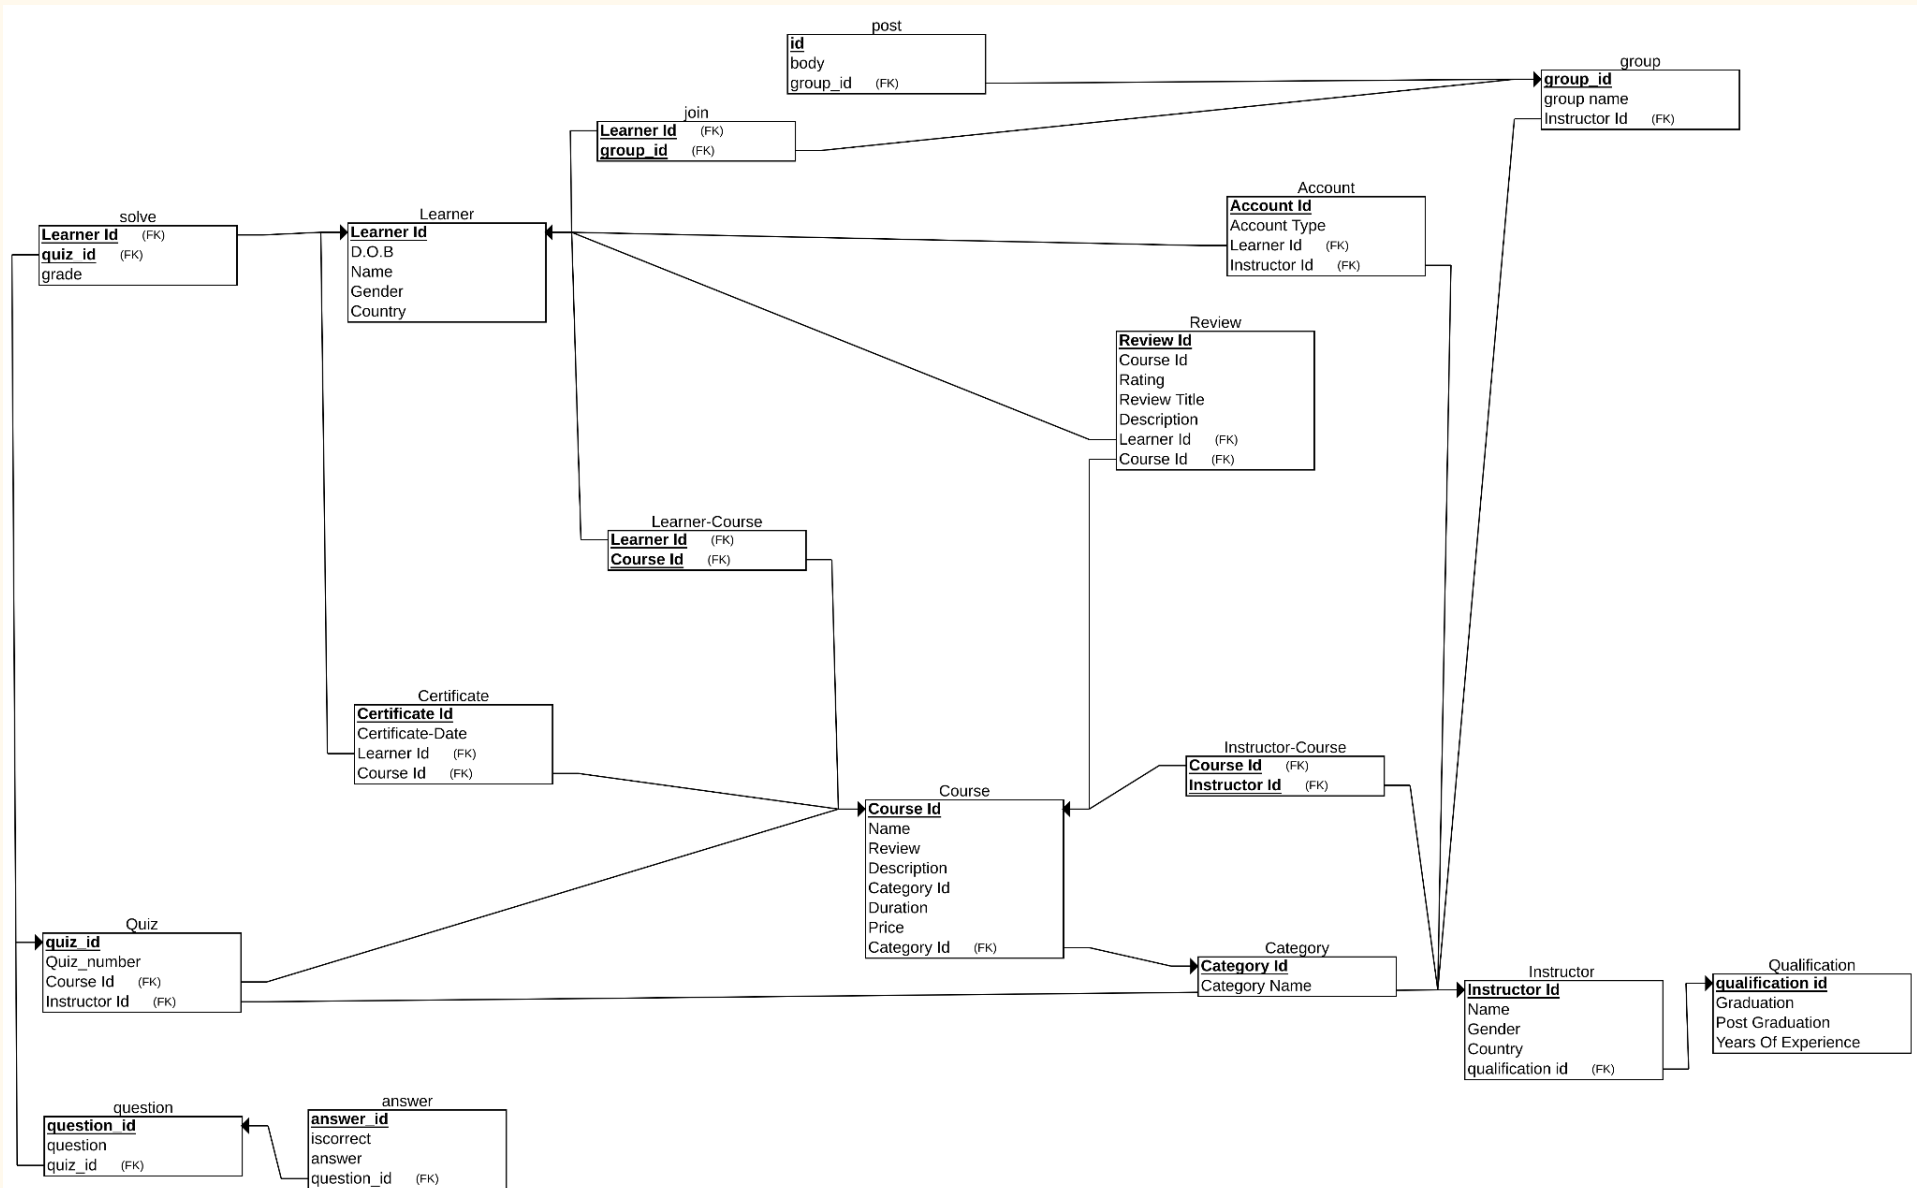 post
id
body
group_id (FK)
group
group_id
group name
Instructor Id (FK)
join
Learner Id (FK)
group_id (FK)
Account
Account Id
Account Type
Learner Id (FK)
Instructor Id (FK)
solve
Learner Id (FK)
quiz_id (FK)
grade
Learner
Learner Id
D.O.B
Name
Gender
Country
Review
Review Id
Course Id
Rating
Review Title
Description
Learner Id (FK)
Course Id (FK)
Learner-Course
Learner Id (FK)
Course Id (FK)
Certificate
Certificate Id
Certificate-Date
Learner Id (FK)
Course Id (FK)
Instructor-Course
Course Id (FK)
Instructor Id (FK)
Course
Course Id
Name
Review
Description
Category Id
Duration
Price
Category Id (FK)
Quiz
quiz_id
Quiz_number
Course Id (FK)
Instructor Id (FK)
Category
Category Id
Category Name
Instructor
Instructor Id
Name
Gender
Country
qualification id (FK)
Qualification
qualification id
Graduation
Post Graduation
Years Of Experience
question
question_id
question
quiz_id (FK)
answer
answer_id
iscorrect
answer
question_id (FK)